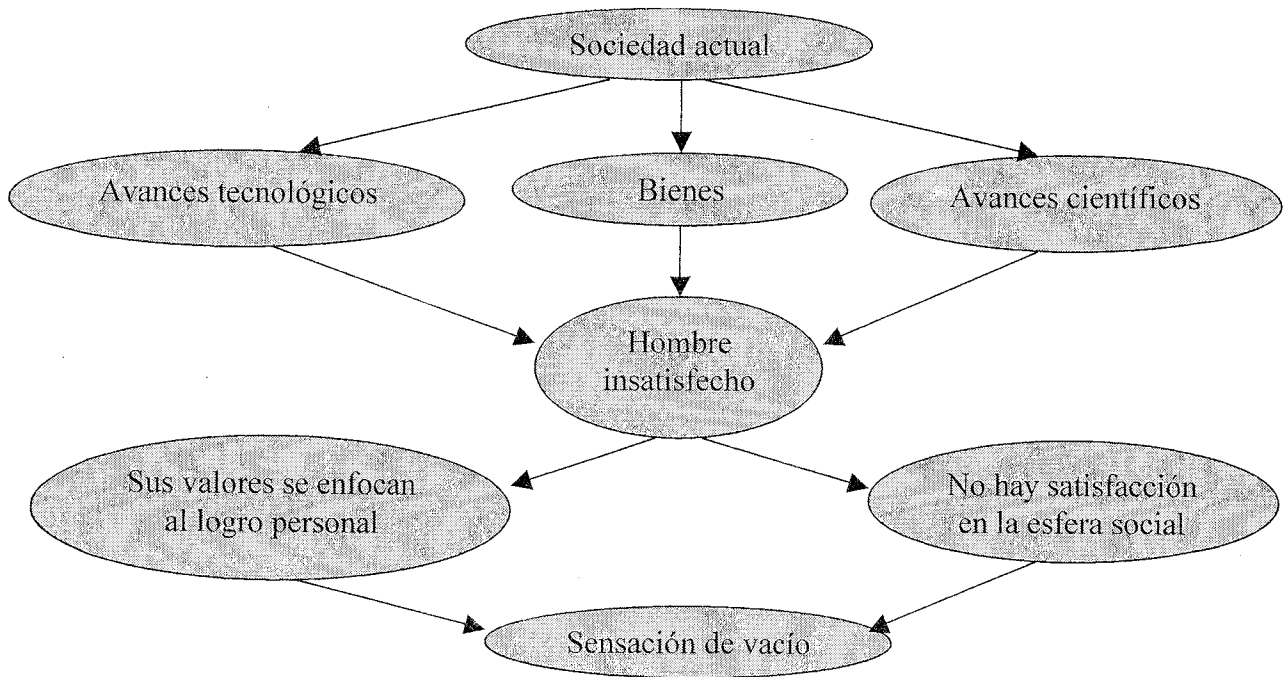 Sociedad actual
Avances tecnológicos
Bienes
Avances científicos
Hombre
insatisfecho
Sus valores se enfocan
al logro personal
No hay satisfacción
en la esfera social
Sensación de vacío